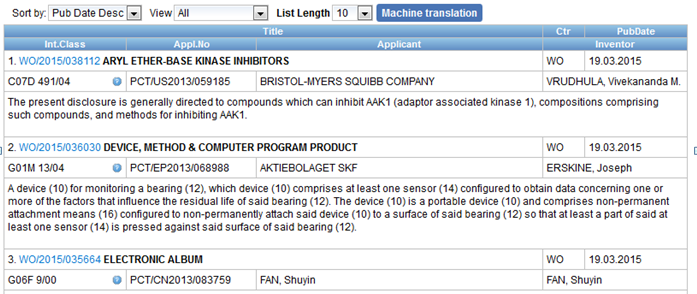 Sort by: Pub Date Desc View All List Length 10 Machine translation
Title Ctr PubDate
Int.Class Appl.No Applicant Inventor
1. WO/2015/038112 ARYL ETHER-BASE KINASE INHIBITORS WO 19.03.2015
C07D 491/04 PCT/US2013/059185 BRISTOL-MYERS SQUIBB COMPANY VRUDHULA, Vivekananda M.
The present disclosure is generally directed to compounds which can inhibit AAK1 (adaptor associated kinase 1), compositions comprising
such compounds, and methods for inhibiting AAK1.
2. WO/2015/036030 DEVICE, METHOD & COMPUTER PROGRAM PRODUCT WO 19.03.2015
G01M 13/04 PCT/EP2013/068988 AKTIEBOLAGET SKF ERSKINE, Joseph
A device (10) for monitoring a bearing (12), which device (10) comprises at least one sensor (14) configured to obtain data concerning one or
more of the factors that influence the residual life of said bearing (12). The device (10) is a portable device (10) and comprises non-permanent
attachment means (16) configured to non-permanently attach said device (10) to a surface of said bearing (12) so that at least a part of said at
least one sensor (14) is pressed against said surface of said bearing (12).
3. WO/2015/035664 ELECTRONIC ALBUM WO 19.03.2015
G06F 9/00 PCT/CN2013/083759 FAN, Shuyin FAN, Shuyin